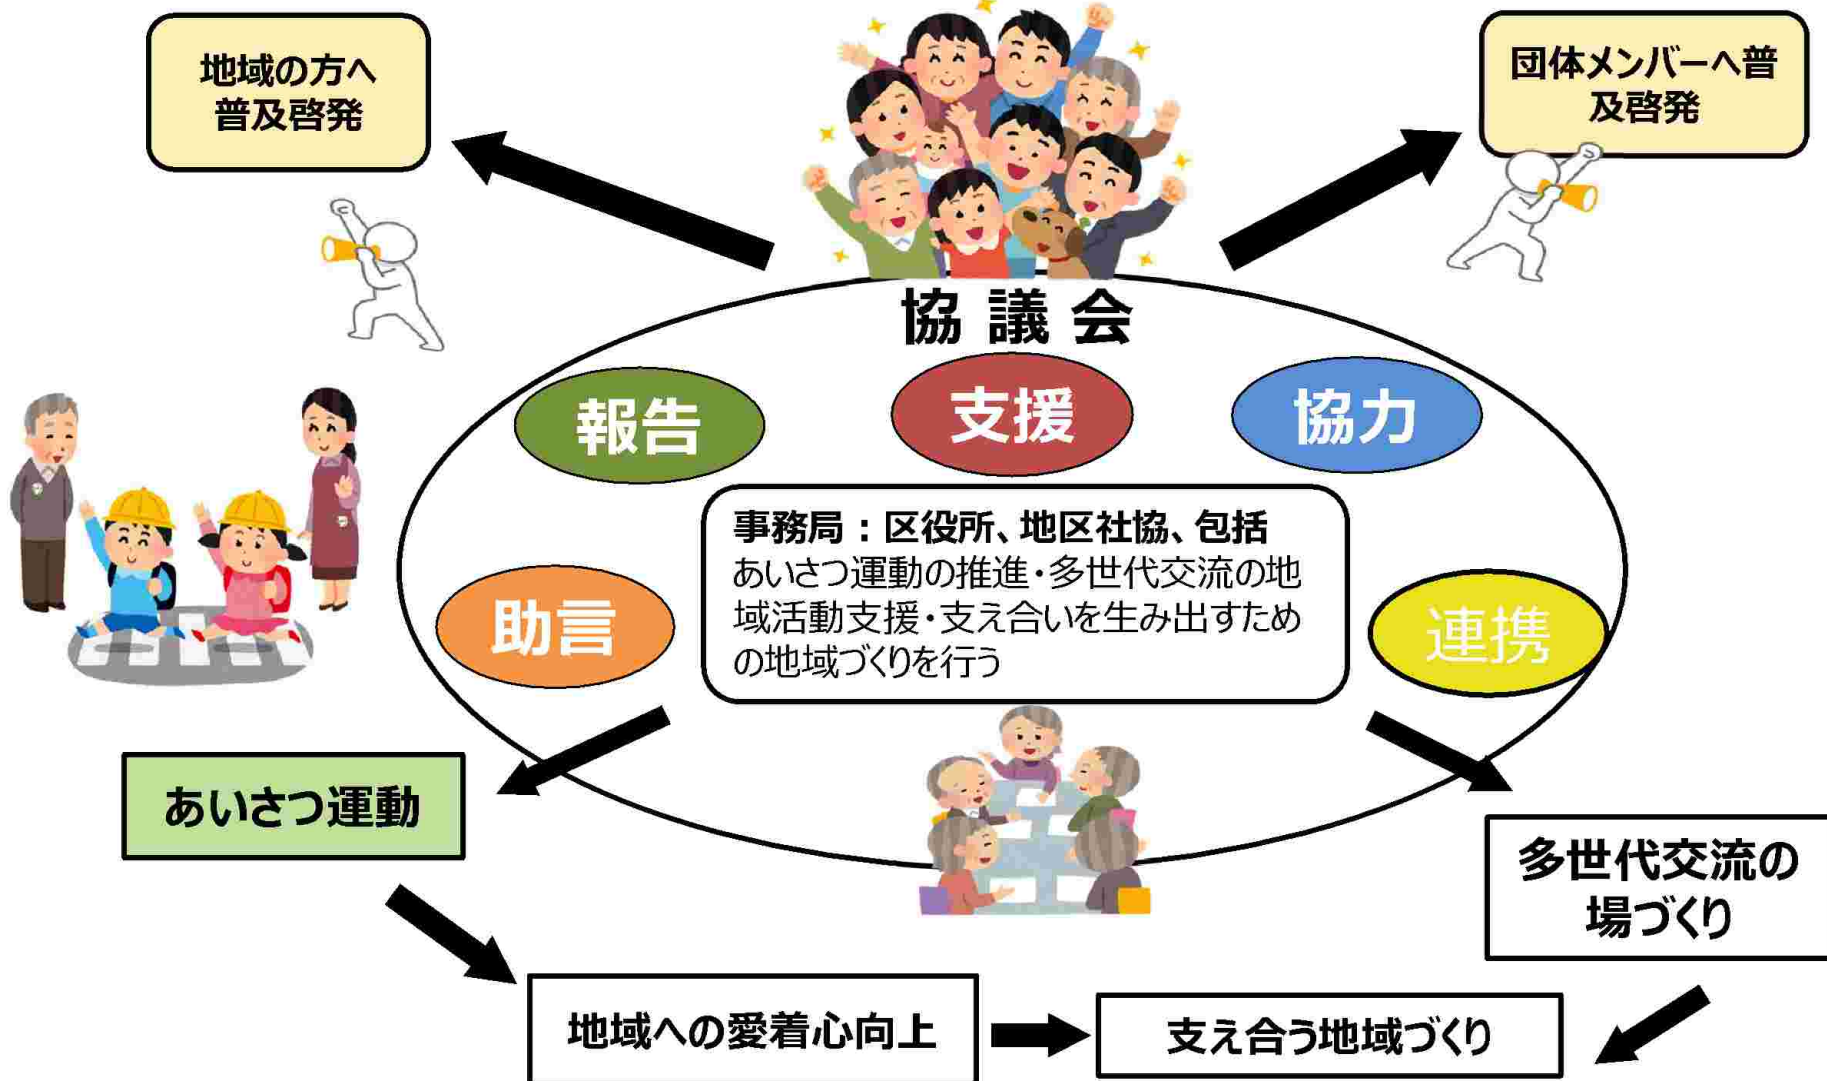 地域の方へ
普及啓発
団体メンバーへ普
及啓発
協議会
報告
支援
協力
事務局：区役所、地区社協、包括
あいさつ運動の推進・多世代交流の地
域活動支援・支え合いを生み出すため
の地域づくりを行う
助言
連携
あいさつ運動
多世代交流の
場づくり
地域への愛着心向上
支え合う地域づくり